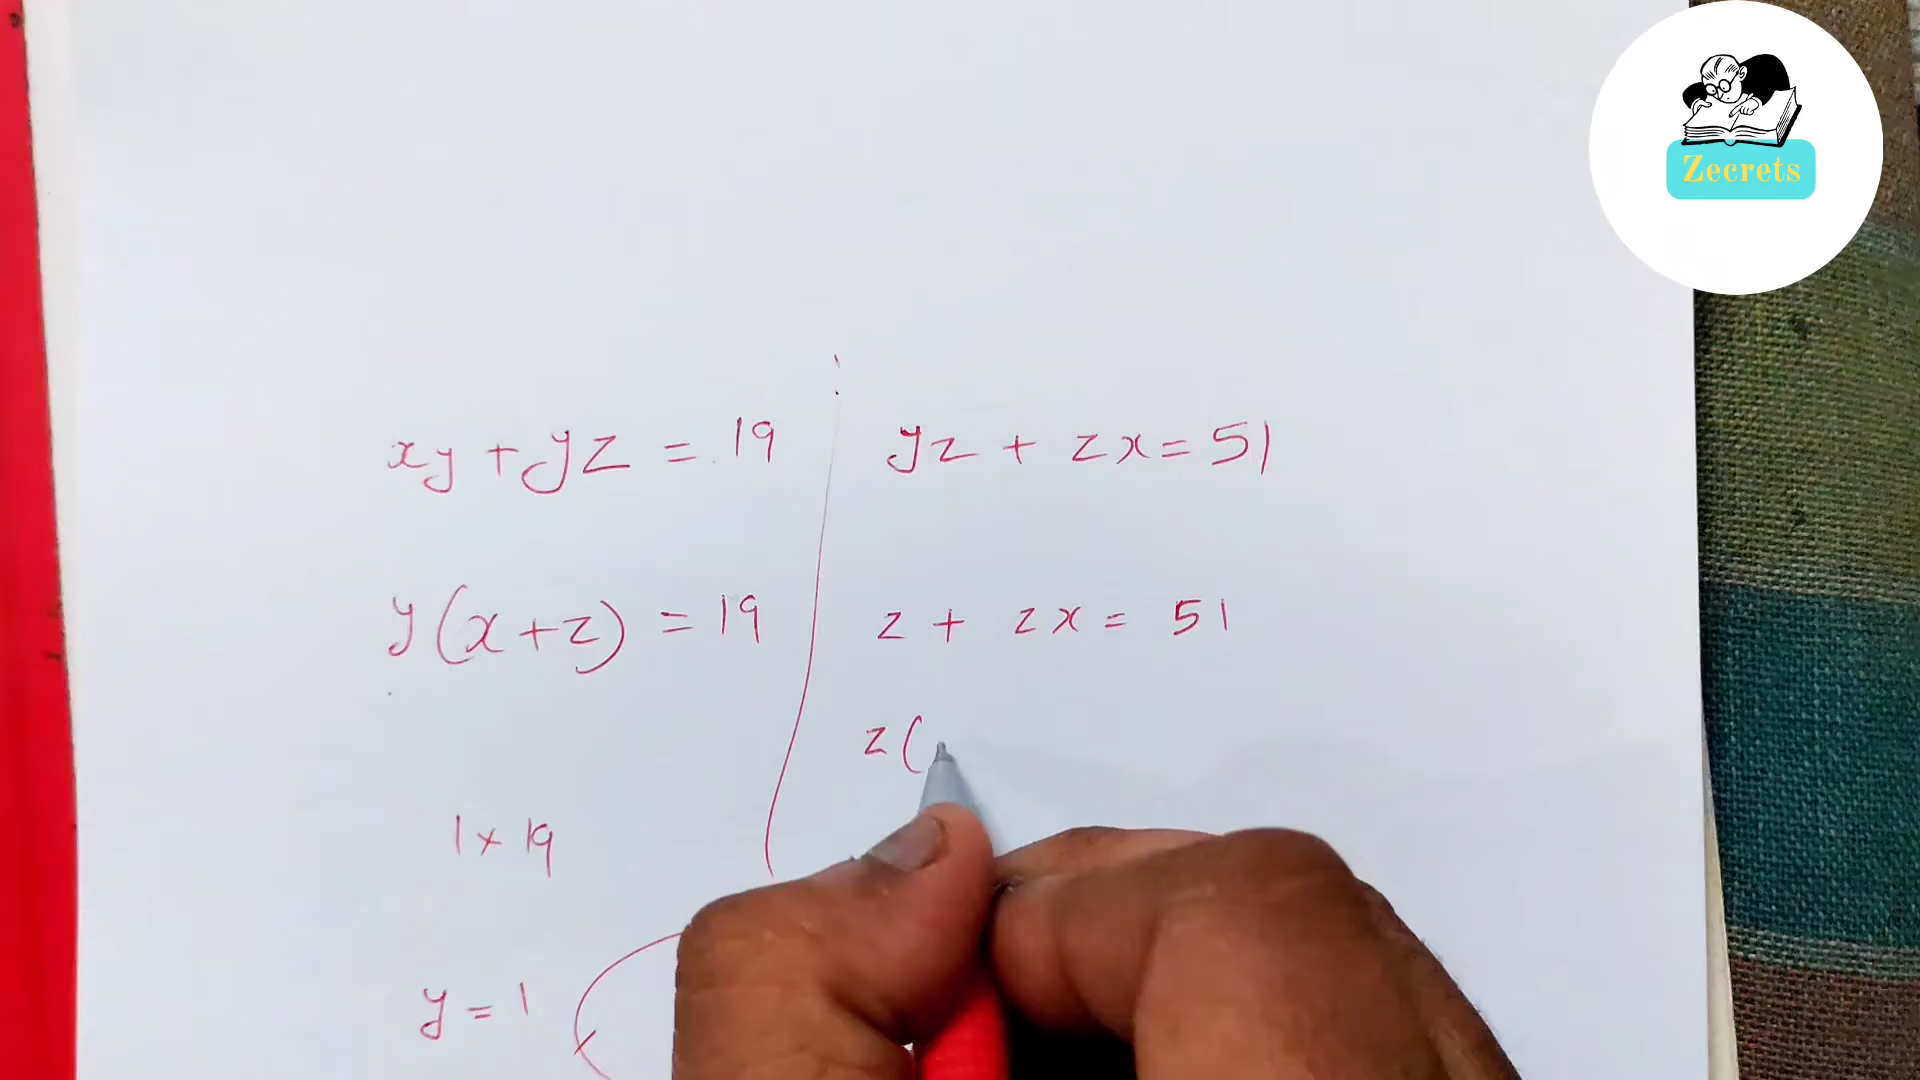 Zecrets
xy + yz = 19
y(x+z) = 19
1 × 19
y = 1
yz + zx = 51
z + zx = 51
z(